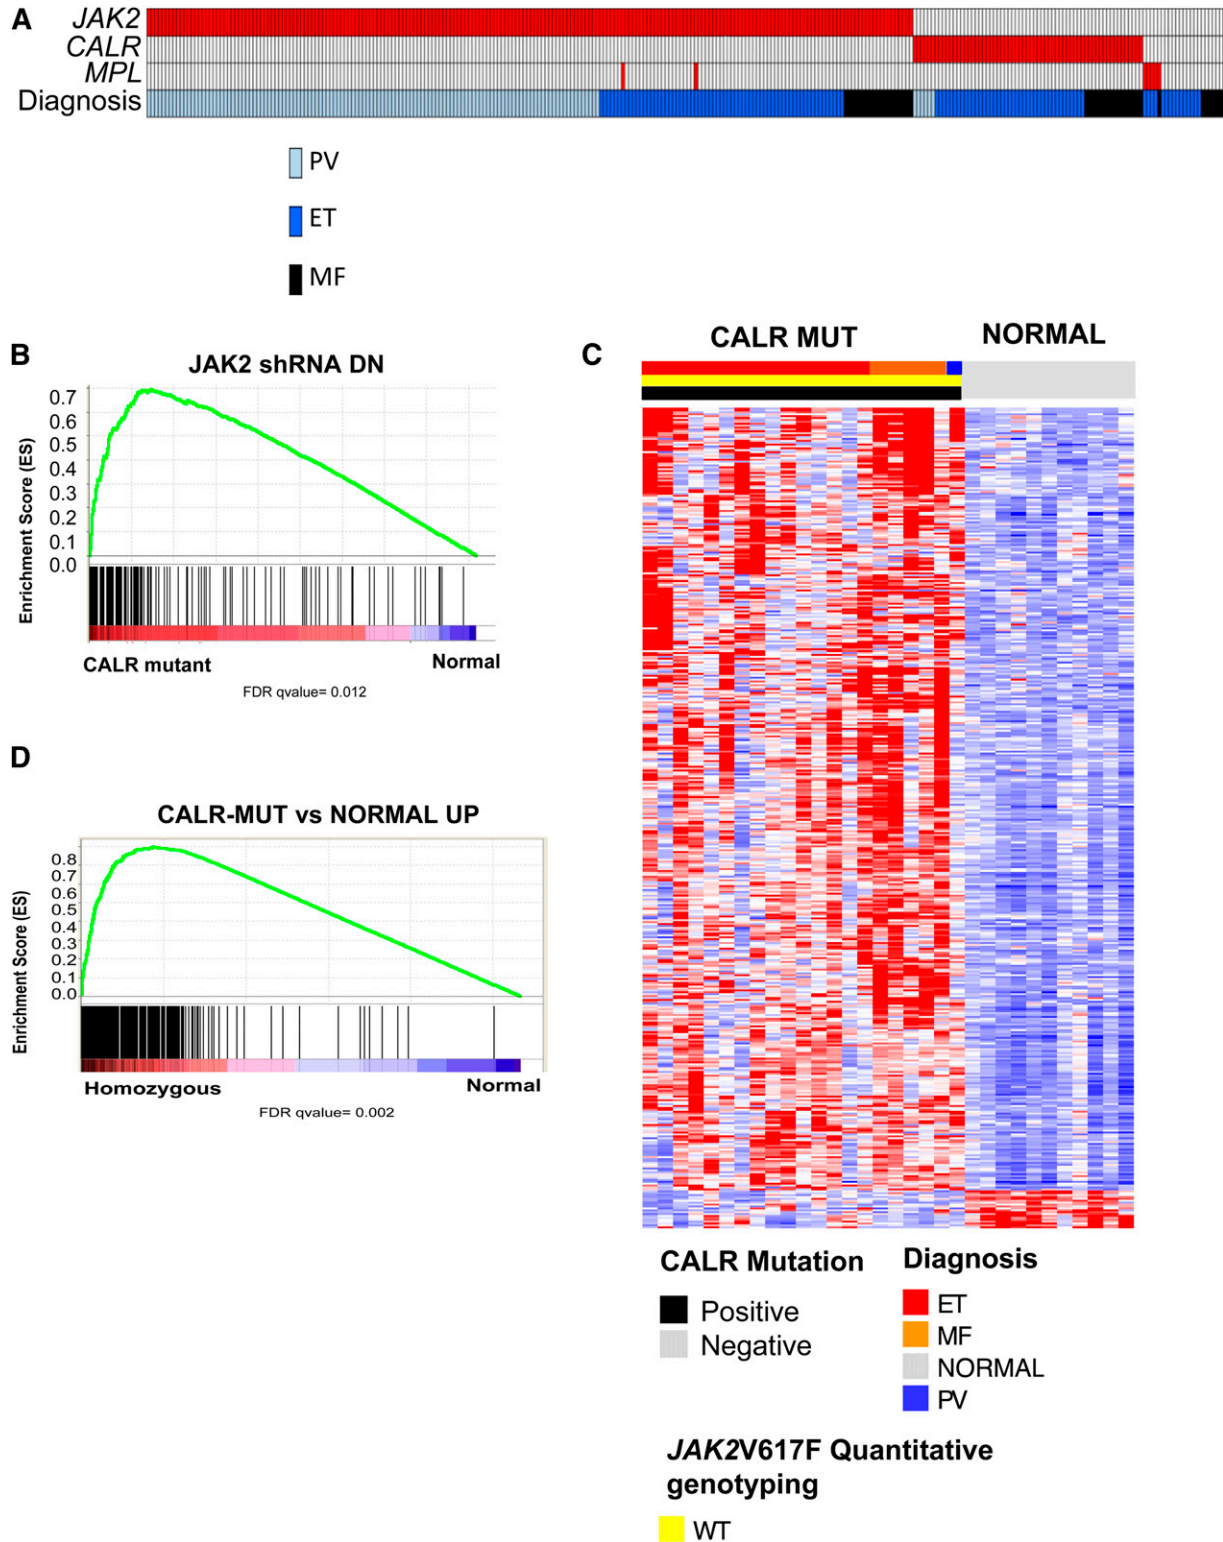 A
JAK2
CALR
MPL
Diagnosis
PV
ET
MF
B
JAK2 shRNA DN
Enrichment Score (ES)
0.7
0.6
0.5
0.4
0.3
0.2
0.1
0.0
CALR mutant
Normal
FDR qvalue= 0.012
C
CALR MUT
NORMAL
D
CALR-MUT vs NORMAL UP
Enrichment Score (ES)
0.8
0.7
0.6
0.5
0.4
0.3
0.2
0.1
0.0
Homozygous
Normal
FDR qvalue= 0.002
CALR Mutation
Positive
Negative
Diagnosis
ET
MF
NORMAL
PV
JAK2V617F Quantitative
genotyping
WT